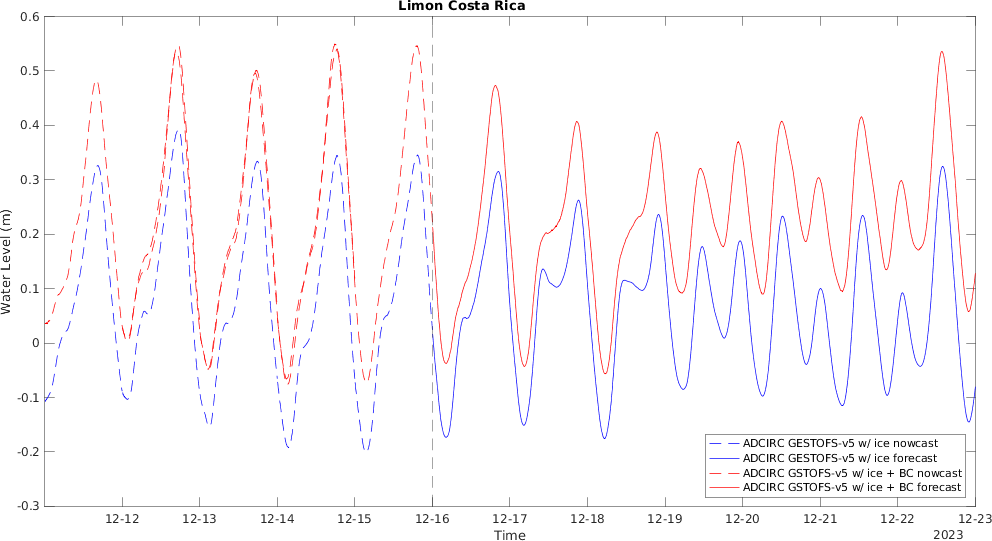 Limon Costa Rica
0.6
0.5
0.4
0.3
0.2
0.1
0
-0.1
-0.2
-0.3
Water Level (m)
ADCIRC GESTOFS-v5 w/ ice nowcast
ADCIRC GESTOFS-v5 w/ ice forecast
ADCIRC GSTOFS-v5 w/ ice + BC nowcast
ADCIRC GSTOFS-v5 w/ ice + BC forecast
12-12 12-13 12-14 12-15 12-16 12-17 12-18 12-19 12-20 12-21 12-22 12-23
Time
2023